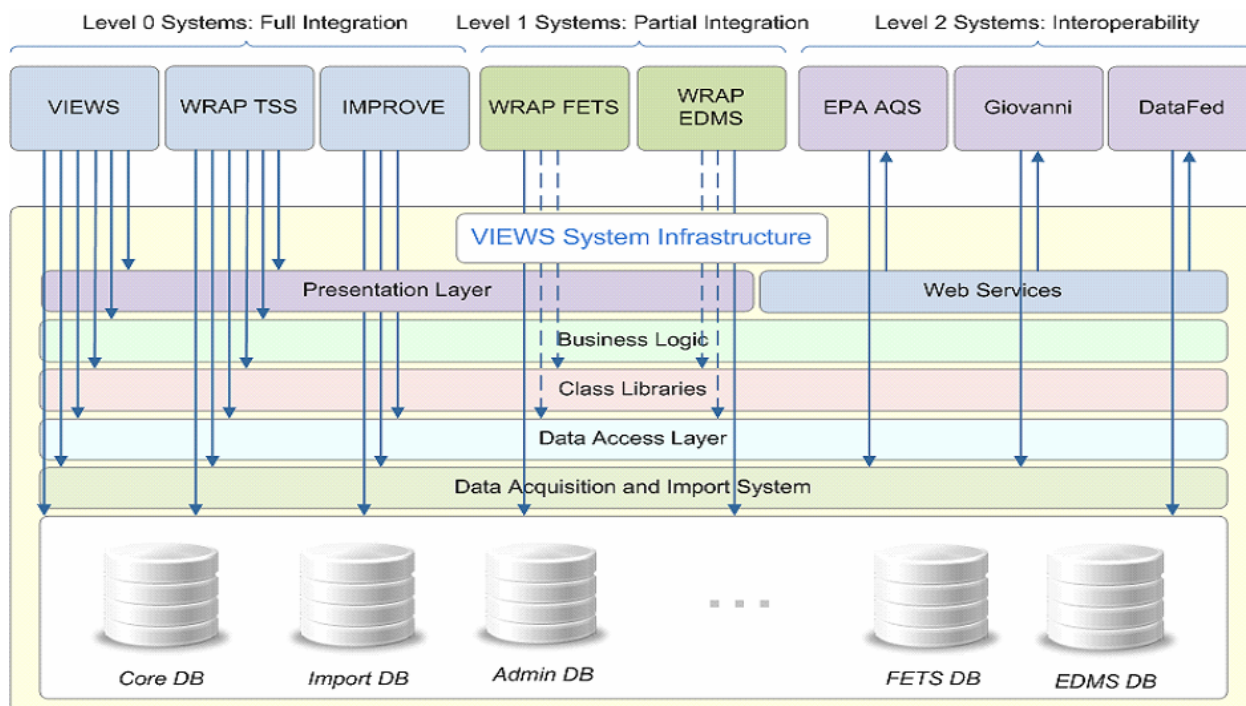 Level 0 Systems: Full Integration
Level 1 Systems: Partial Integration
Level 2 Systems: Interoperability
VIEWS
WRAP TSS
IMPROVE
WRAP FETS
WRAP
EDMS
EPA AQS
Giovanni
DataFed
VIEWS System Infrastructure
Presentation Layer
Web Services
Business Logic
Class Libraries
Data Access Layer
Data Acquisition and Import System
Core DB
Import DB
Admin DB
...
FETS DB
EDMS DB